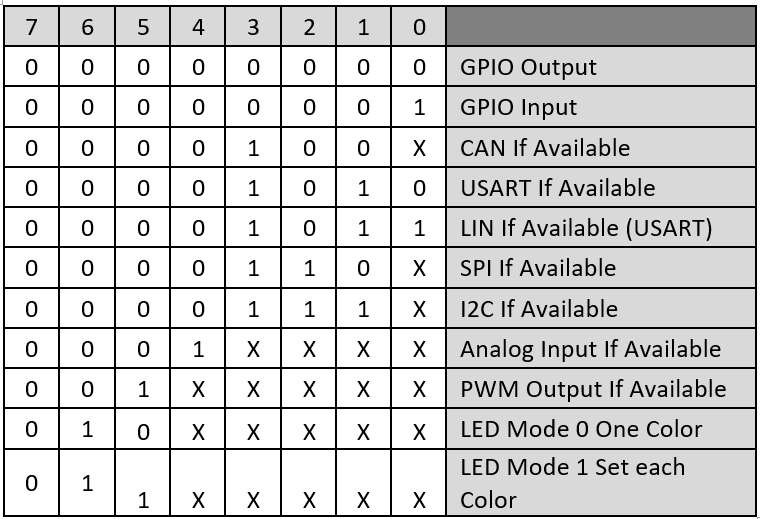 7 6 5 4 3 2 1 0
0 0 0 0 0 0 0 0 GPIO Output
0 0 0 0 0 0 0 1 GPIO Input
0 0 0 0 1 0 0 X CAN If Available
0 0 0 0 1 0 1 0 USART If Available
0 0 0 0 1 0 1 1 LIN If Available (USART)
0 0 0 0 1 1 0 X SPI If Available
0 0 0 0 1 1 1 X I2C If Available
0 0 0 1 X X X X Analog Input If Available
0 0 1 X X X X X PWM Output If Available
0 1 0 X X X X X LED Mode 0 One Color
0 1 1 X X X X X LED Mode 1 Set each
Color